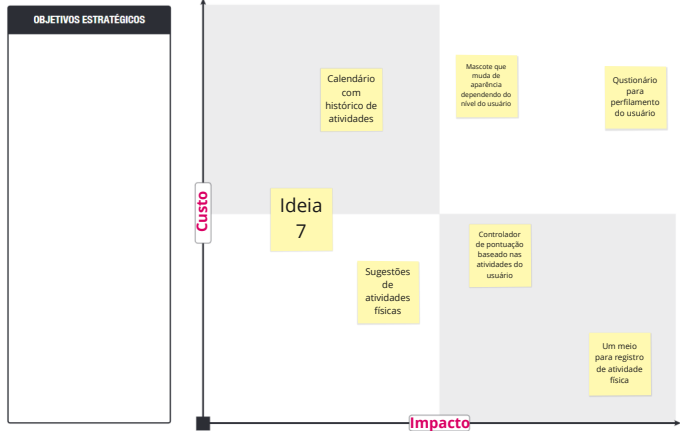 OBJETIVOS ESTRATÉGICOS
Calendário
com
histórico de
atividades
Mascote que
muda de
aparência
dependendo do
nível do usuário
Qustionário
para
perfilamento
do usuário
Custo
Ideia
7
Sugestões
de
atividades
físicas
Controlador
de pontuação
baseado nas
atividades do
usuário
Um meio
para registro
de atividade
física
Impacto